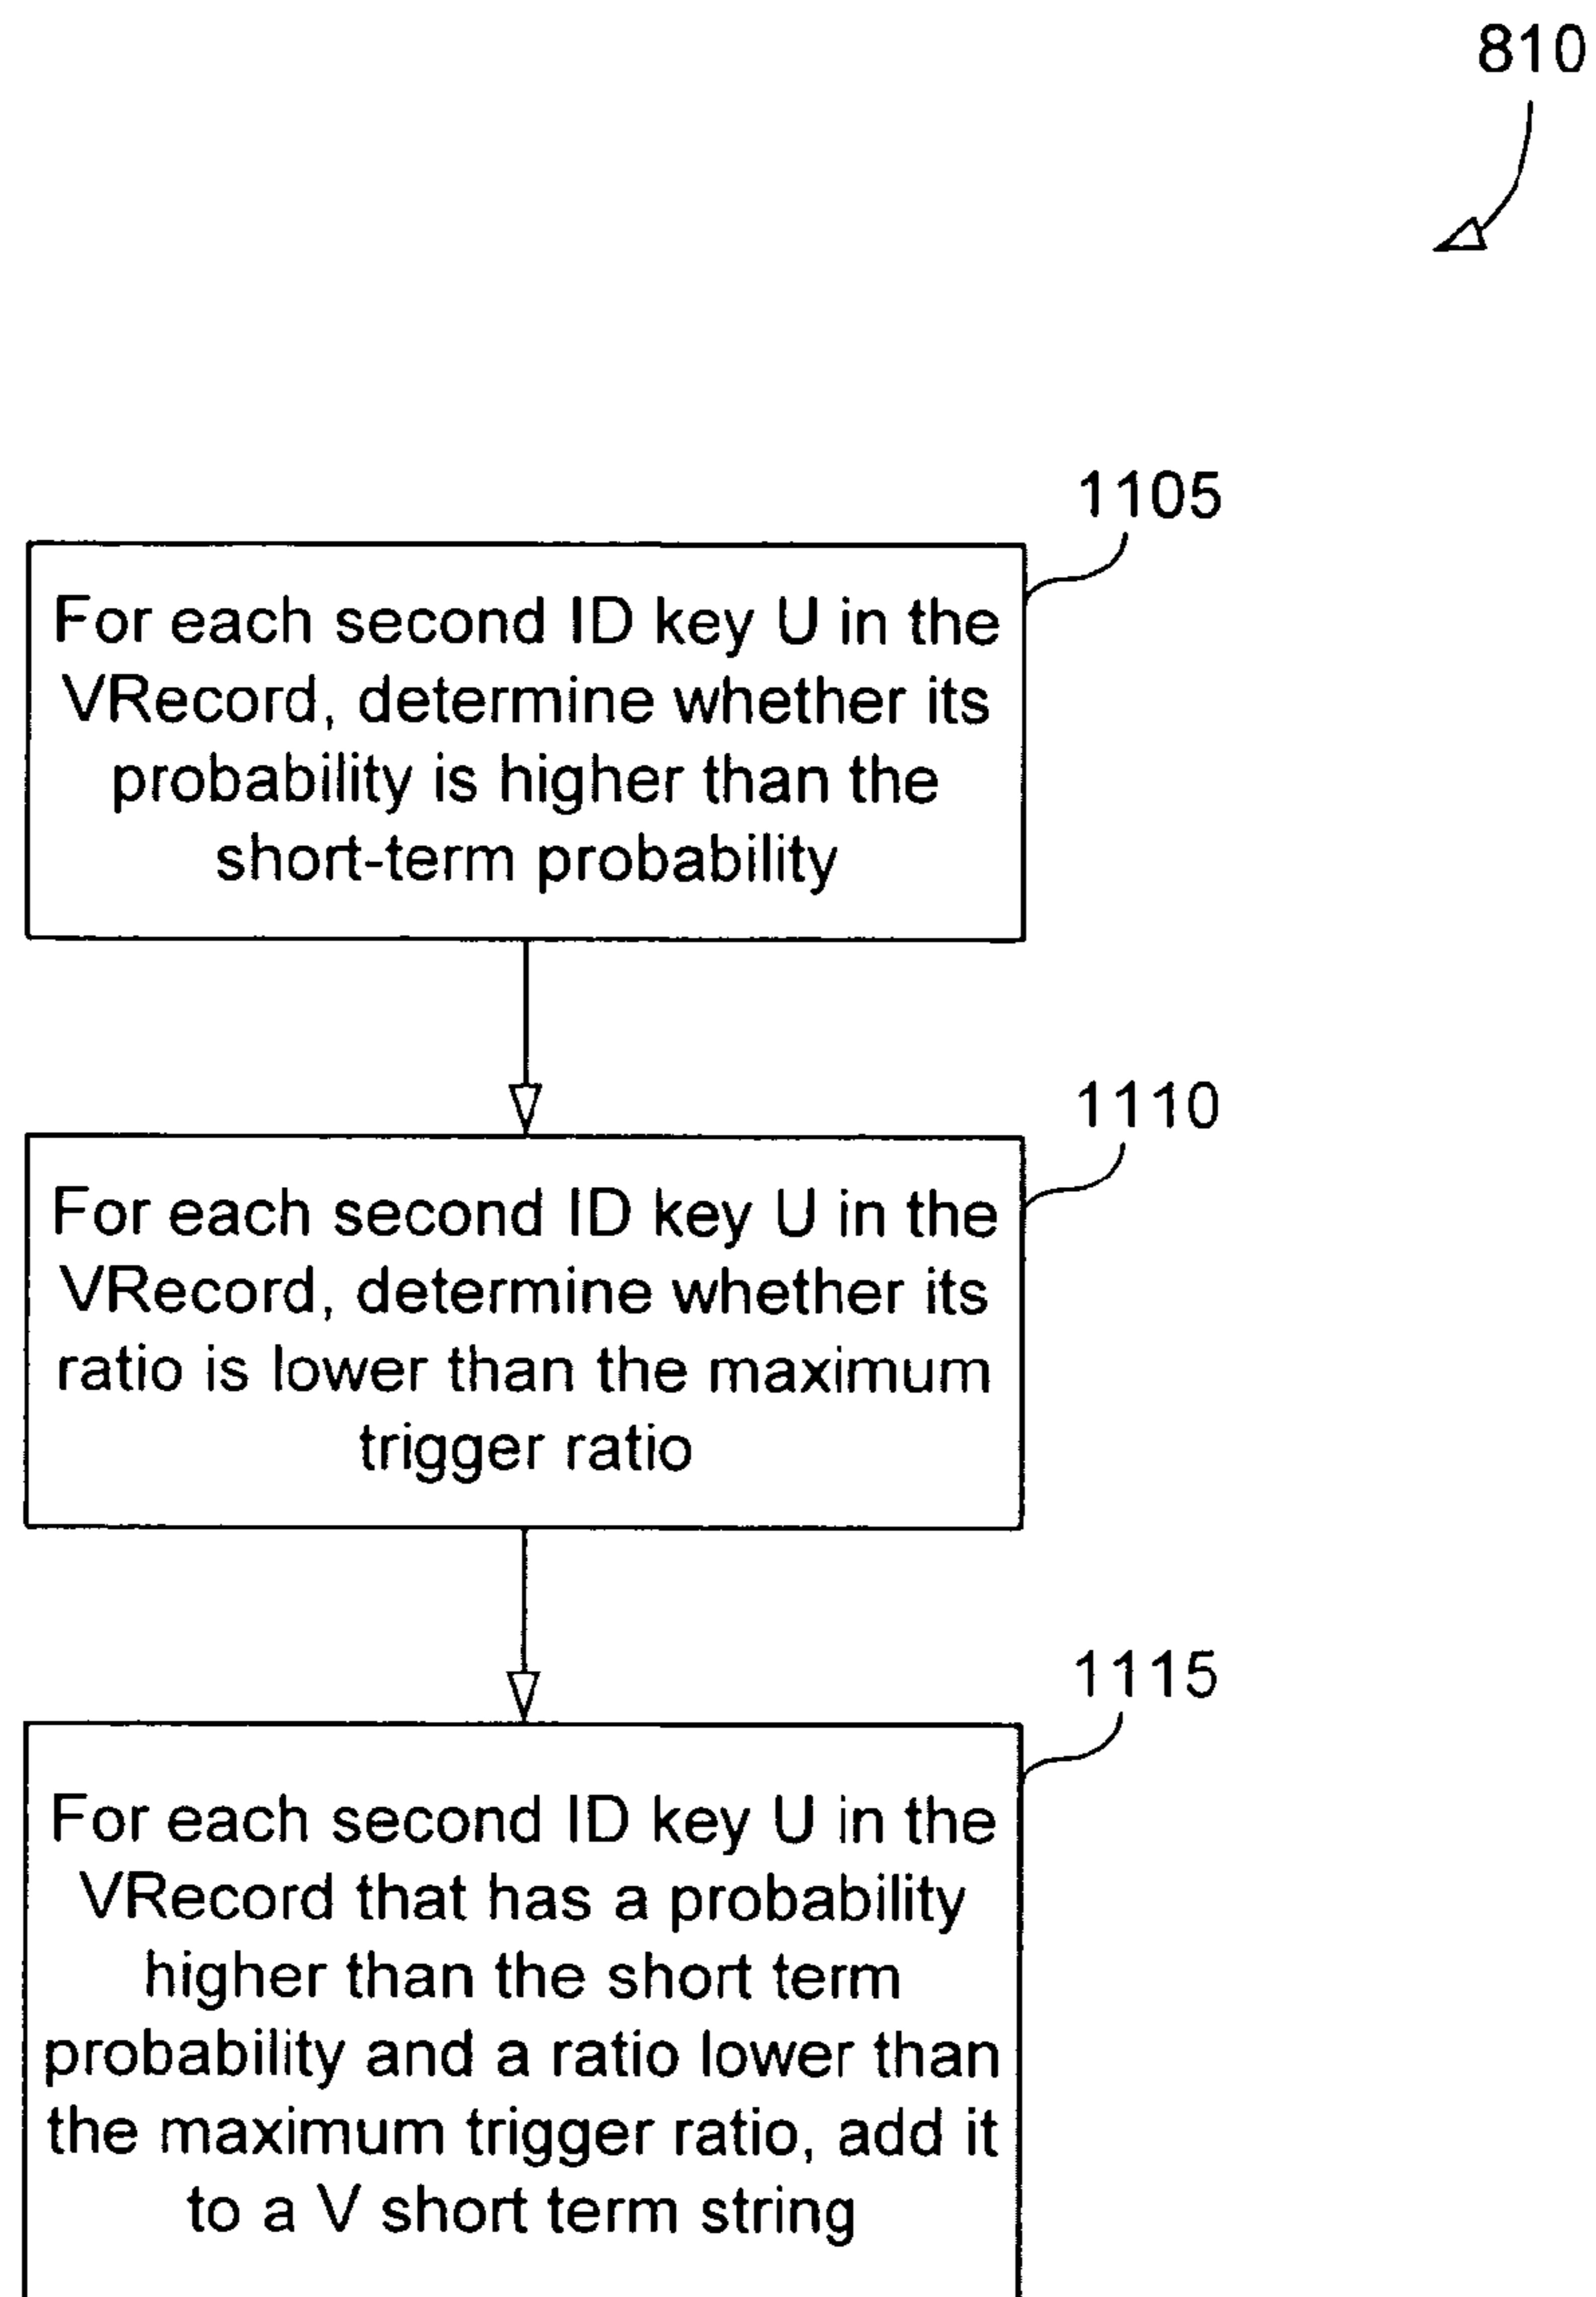 810
1105
For each second ID key U in the
VRecord, determine whether its
probability is higher than the
short-term probability
1110
For each second ID key U in the
VRecord, determine whether its
ratio is lower than the maximum
trigger ratio
1115
For each second ID key U in the
VRecord that has a probability
higher than the short term
probability and a ratio lower than
the maximum trigger ratio, add it
to a V short term string